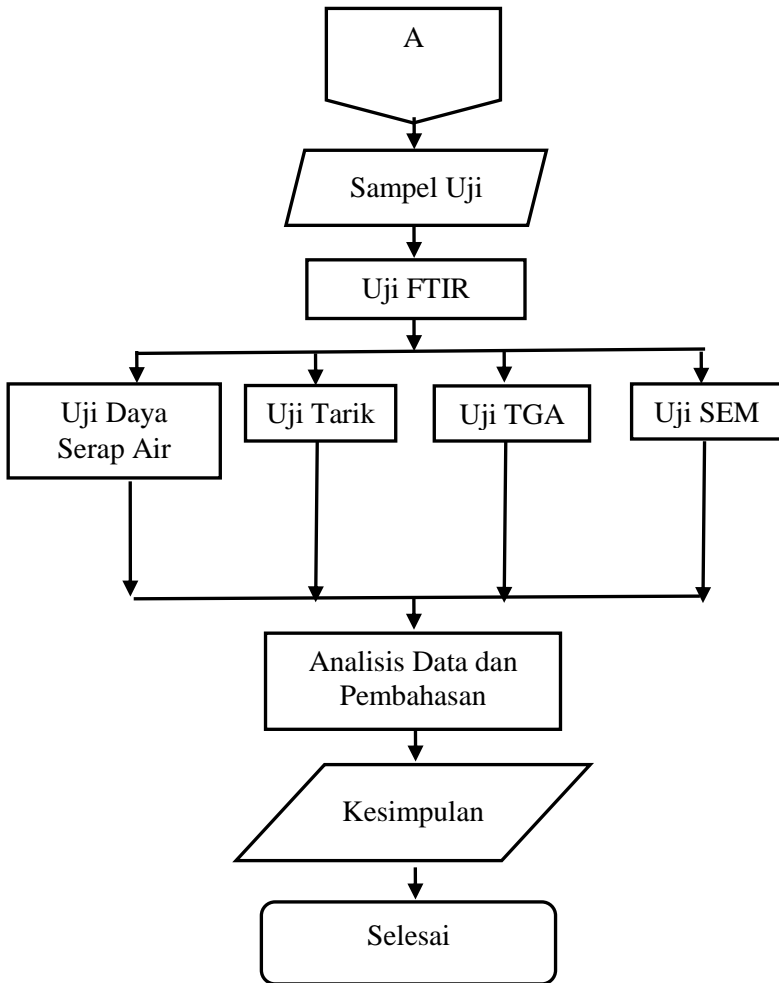 A
Sampel Uji
Uji FTIR
Uji Daya
Serap Air
Uji Tarik
Uji TGA
Uji SEM
Analisis Data dan
Pembahasan
Kesimpulan
Selesai